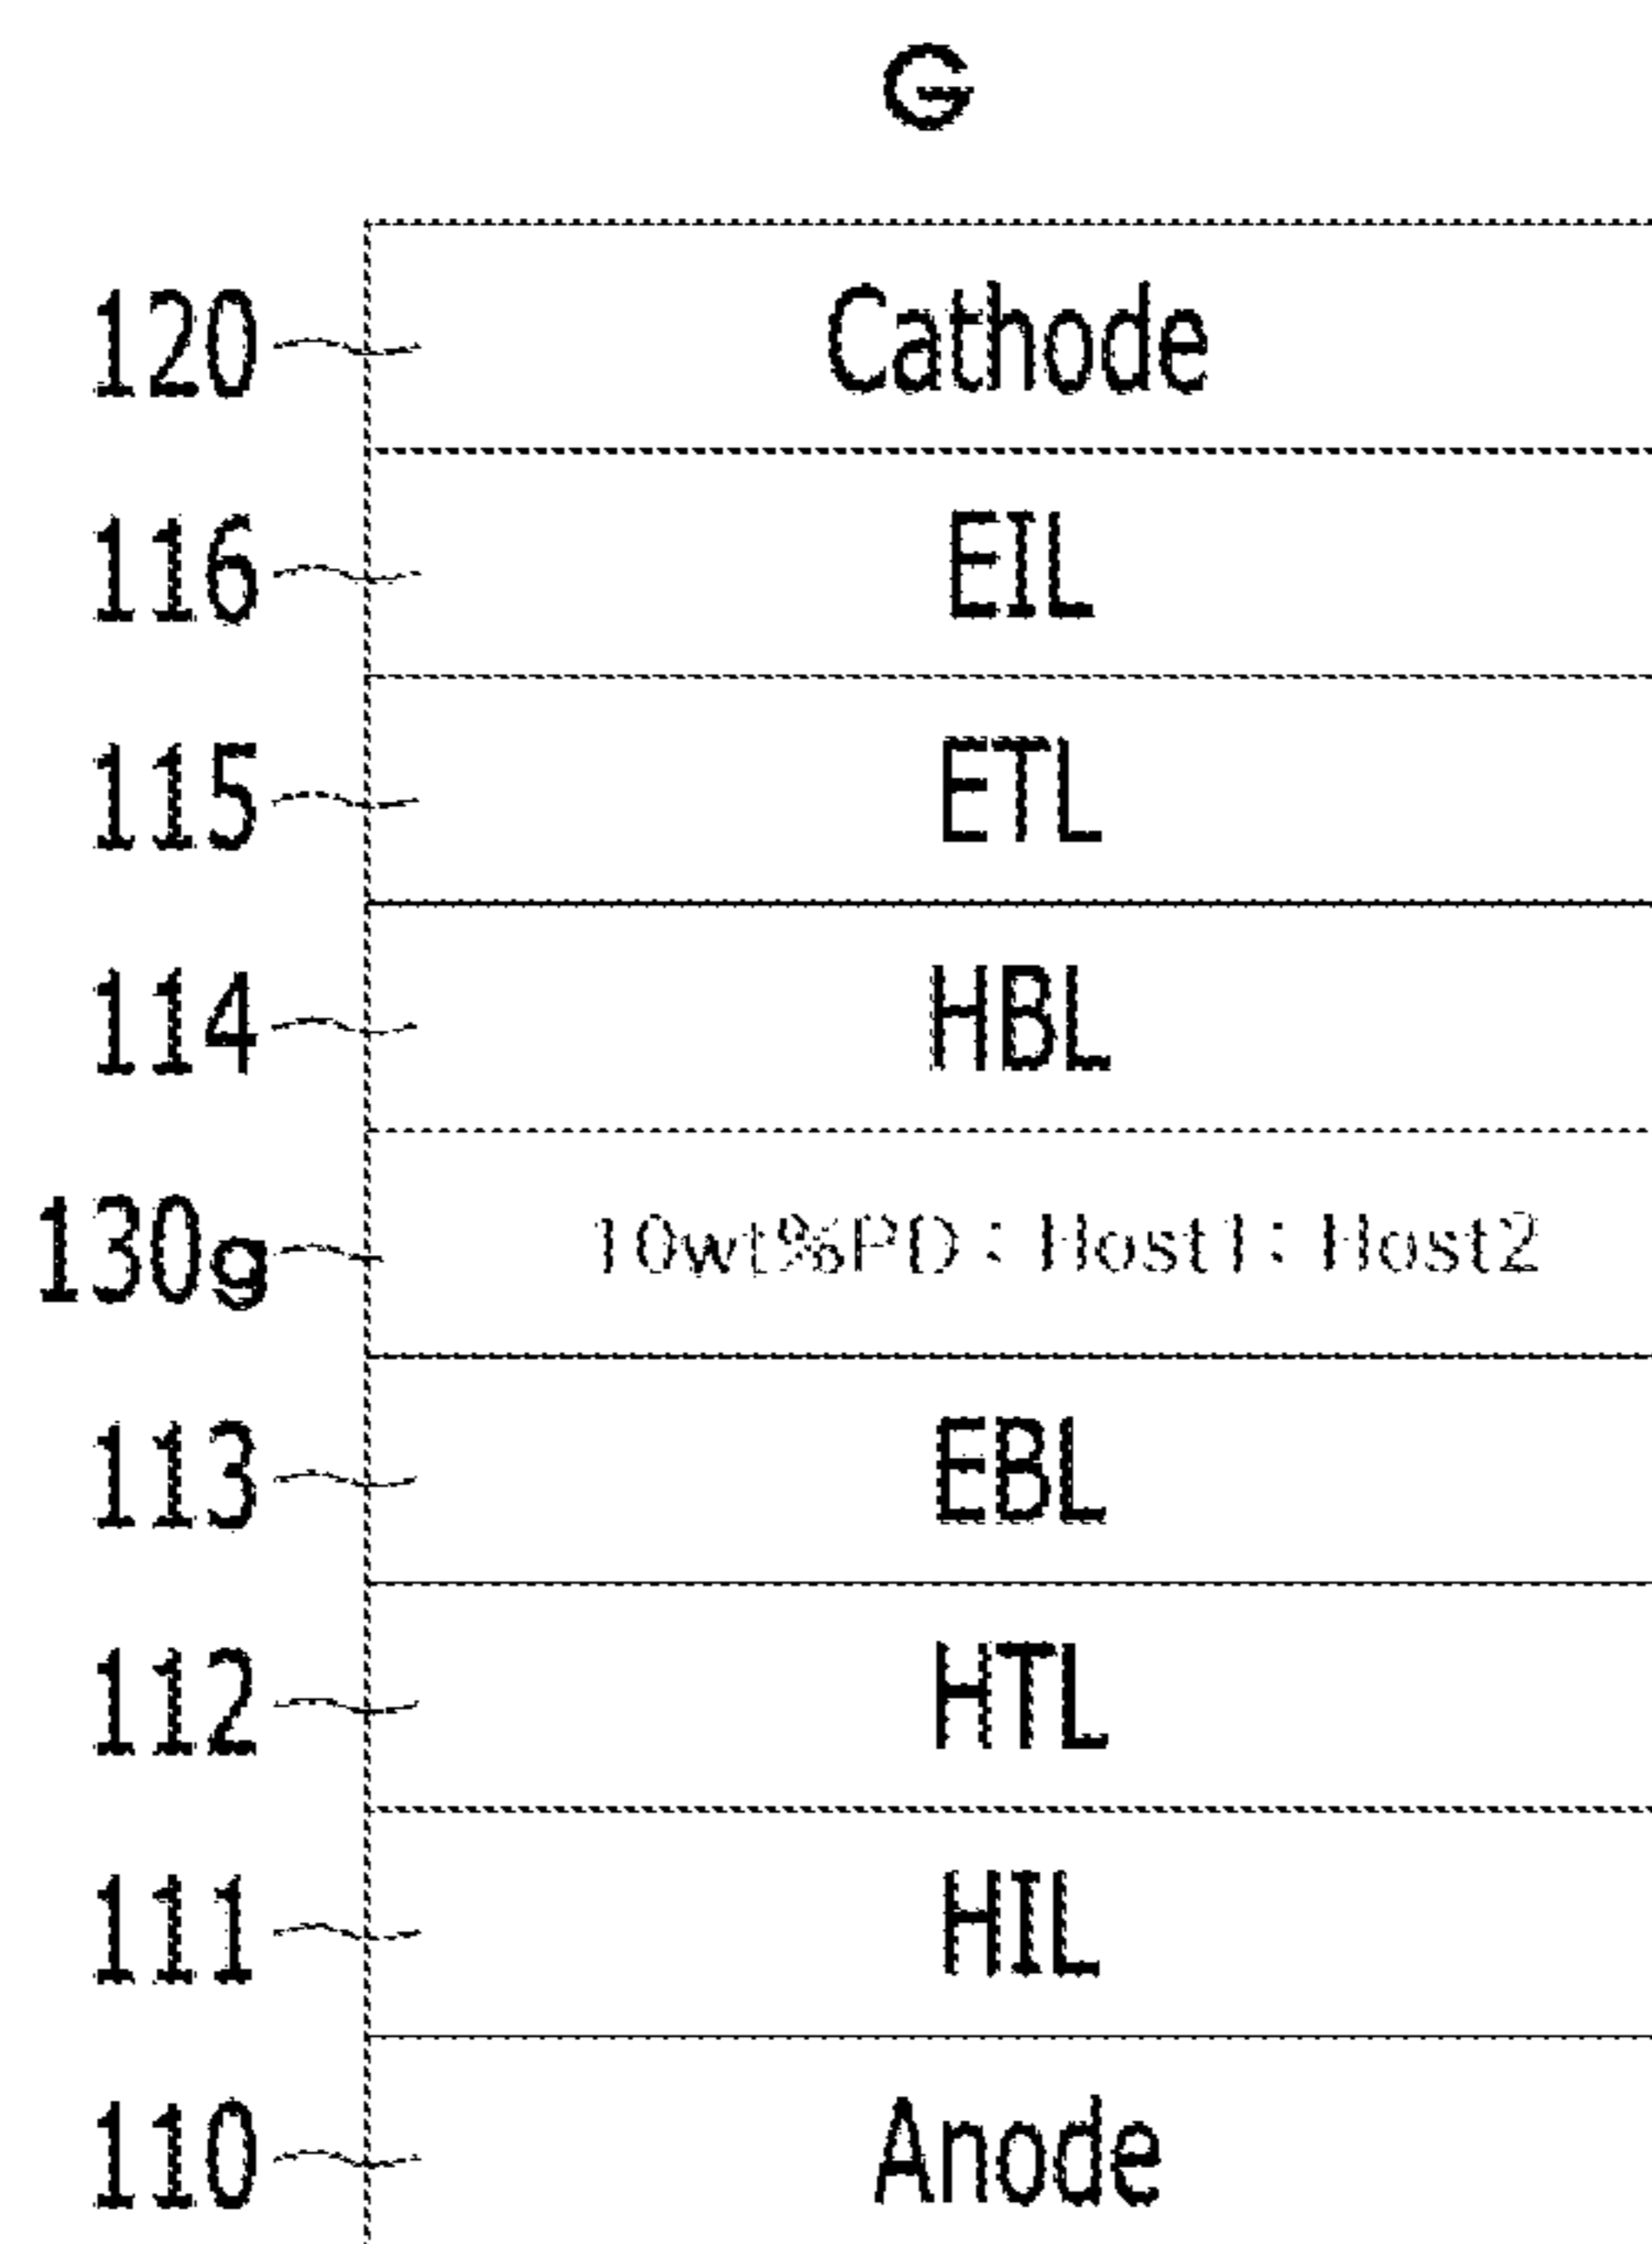 G
120 Cathode
116 EIL
115 ETL
114 HBL
130g 10wt%PD : Host1 : Host2
113 EBL
112 HTL
111 HIL
110 Anode